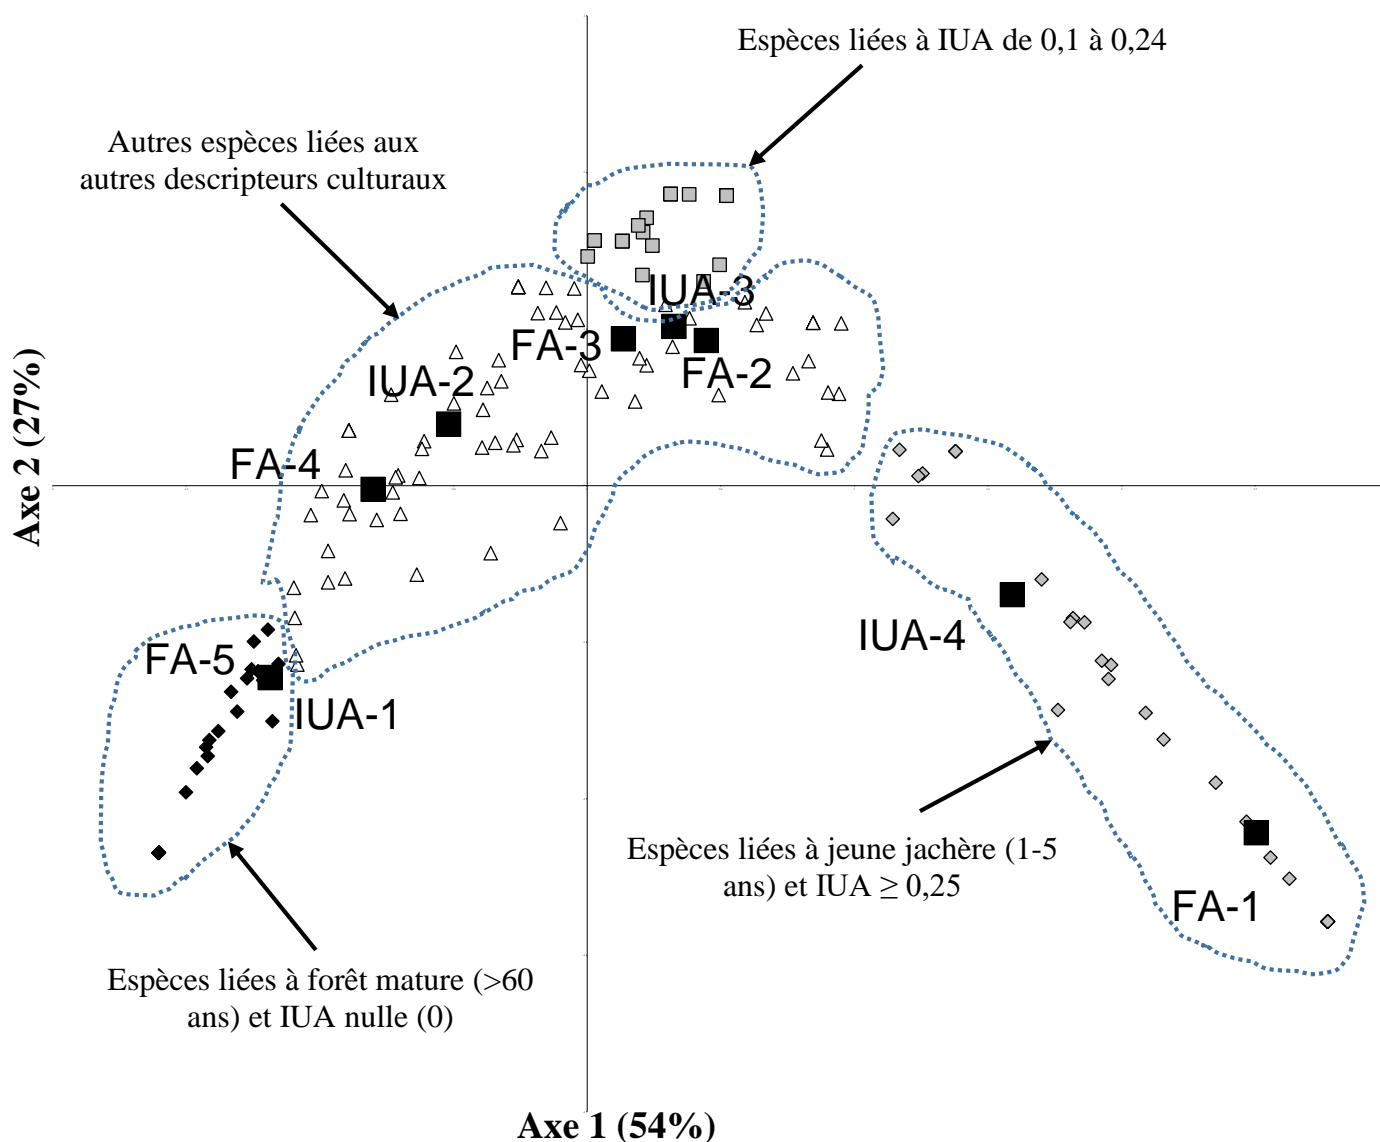 Espèces liées à IUA de 0,1 à 0,24
Autres espèces liées aux
autres descripteurs culturaux
IUA-3
FA-3
FA-2
IUA-2
FA-4
Axe 2 (27%)
IUA-4
FA-5
IUA-1
Espèces liées à jeune jachère (1-5
ans) et IUA ≥ 0,25
FA-1
Espèces liées à forêt mature (>60
ans) et IUA nulle (0)
Axe 1 (54%)